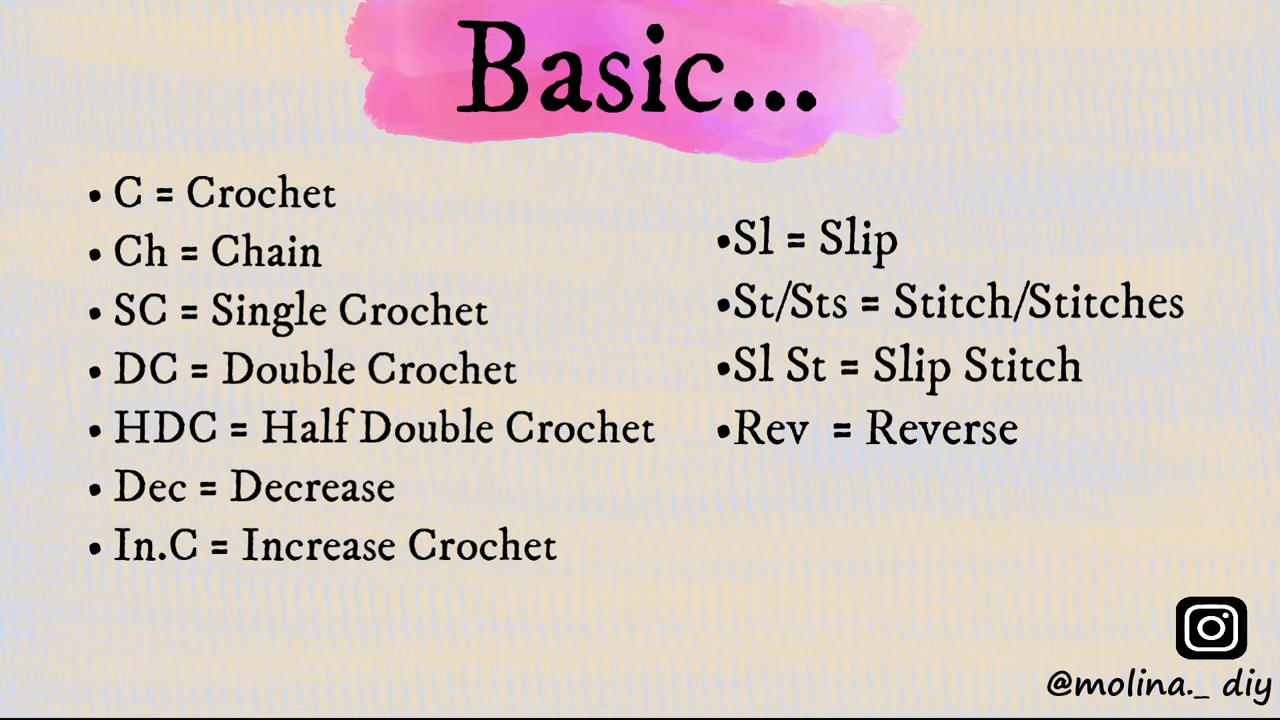 Basic...
• C = Crochet
• Ch = Chain
• SC = Single Crochet
• DC = Double Crochet
• HDC = Half Double Crochet
• Dec = Decrease
• In.C = Increase Crochet
•Sl = Slip
•St/Sts = Stitch/Stitches
•Sl St = Slip Stitch
•Rev = Reverse
@molina._ diy